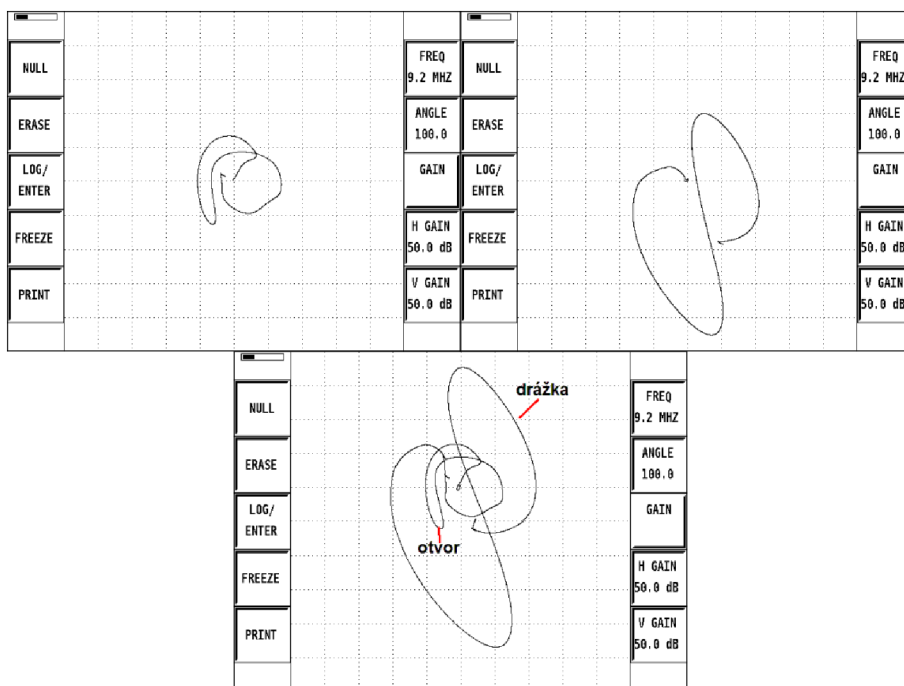 NULL
ERASE
LOG/
ENTER
FREEZE
PRINT
FREQ
9.2 MHZ
ANGLE
100.0
GAIN
H GAIN
50.0 dB
V GAIN
50.0 dB
NULL
ERASE
LOG/
ENTER
FREEZE
PRINT
FREQ
9.2 MHZ
ANGLE
100.0
GAIN
H GAIN
50.0 dB
V GAIN
50.0 dB
NULL
ERASE
LOG/
ENTER
FREEZE
PRINT
drážka
otvor
FREQ
9.2 MHZ
ANGLE
100.0
GAIN
H GAIN
50.0 dB
V GAIN
50.0 dB